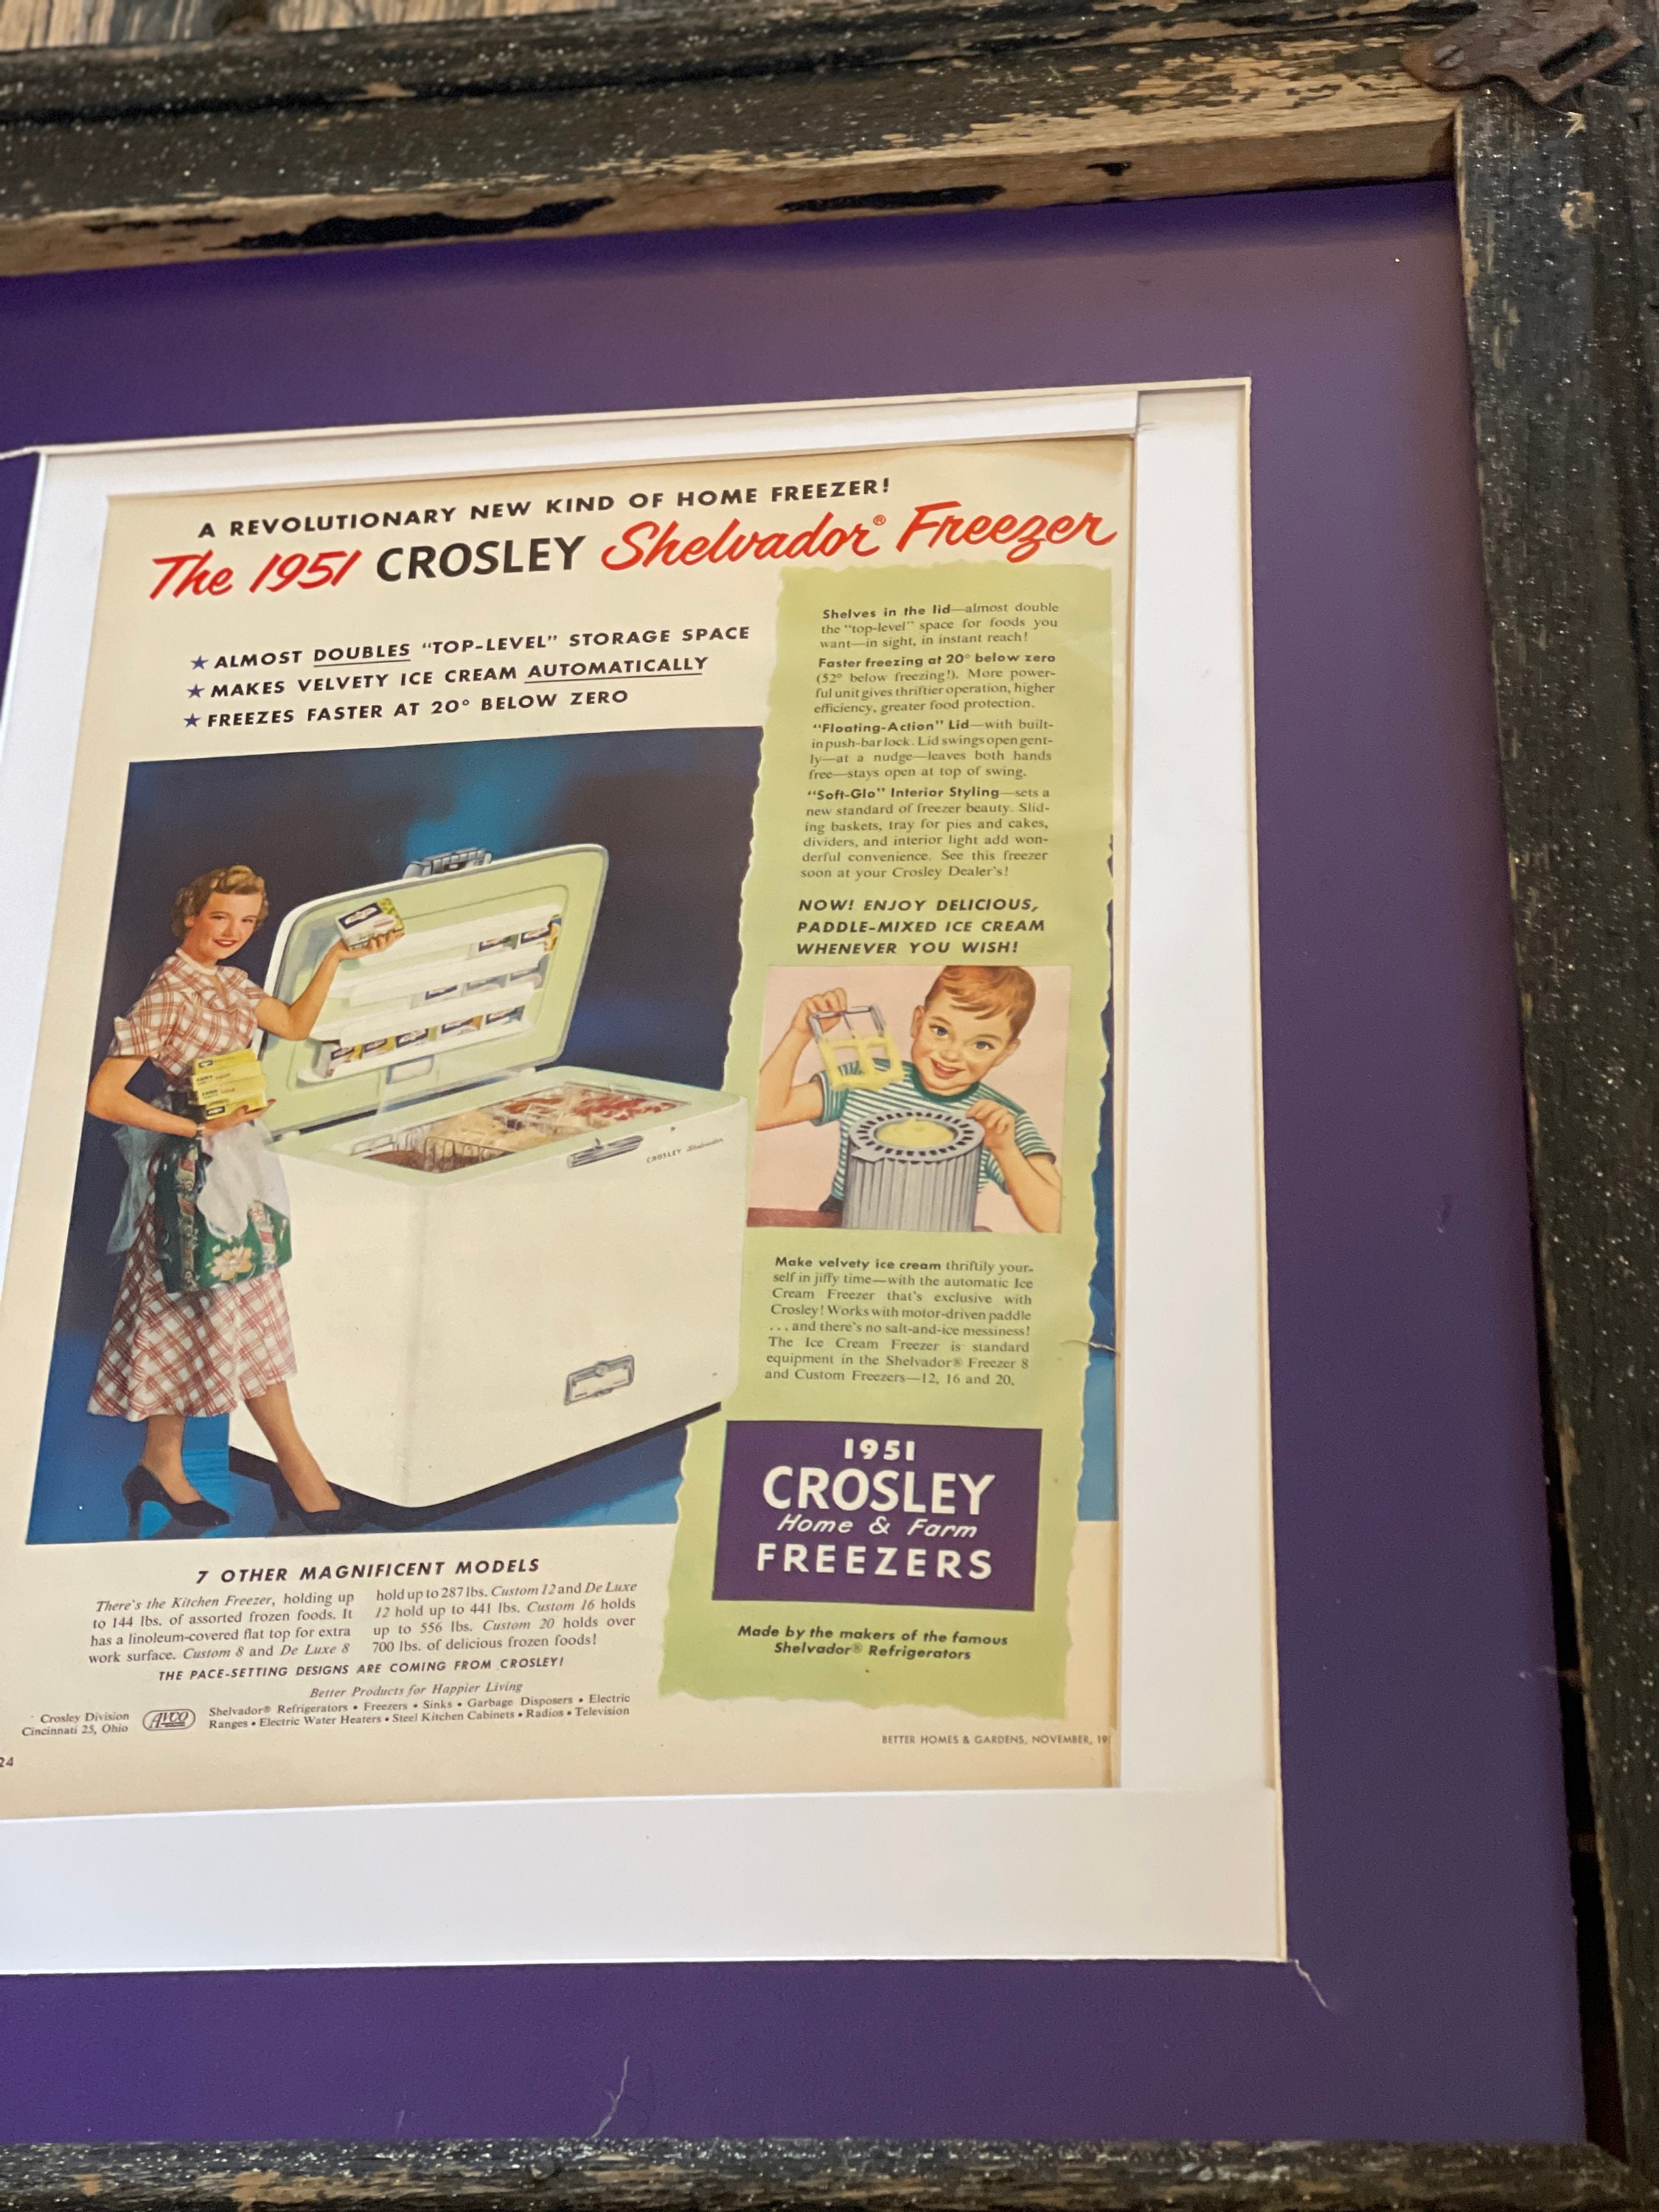 A REVOLUTIONARY NEW KIND OF HOME FREEZER!
The 1951 CROSLEY Shelvador® Freezer
★ ALMOST DOUBLES "TOP-LEVEL" STORAGE SPACE
★ MAKES VELVETY ICE CREAM AUTOMATICALLY
★ FREEZES FASTER AT 20° BELOW ZERO
Shelves in the lid—almost double
the "top-level" space for foods you
want—in sight, in instant reach!
Faster freezing at 20° below zero
(52° below freezing!). More power-
ful unit gives thriftier operation, higher
efficiency, greater food protection.
"Floating-Action" Lid—with built-
in push-bar lock. Lid swings open gent-
ly—at a nudge—leaves both hands
free—stays open at top of swing.
"Soft-Glo" Interior Styling—sets a
new standard of freezer beauty. Slid-
ing baskets, tray for pies and cakes,
dividers, and interior light add won-
derful convenience. See this freezer
soon at your Crosley Dealer's!
NOW! ENJOY DELICIOUS,
PADDLE-MIXED ICE CREAM
WHENEVER YOU WISH!
CROSLEY Shelvador
Make velvety ice cream thriftily your-
self in jiffy time—with the automatic Ice
Cream Freezer that's exclusive with
Crosley! Works with motor-driven paddle
. . . and there's no salt-and-ice messiness!
The Ice Cream Freezer is standard
equipment in the Shelvador® Freezer 8
and Custom Freezers—12, 16 and 20.
1951
CROSLEY
Home & Farm
FREEZERS
Made by the makers of the famous
Shelvador® Refrigerators
7 OTHER MAGNIFICENT MODELS
There's the Kitchen Freezer, holding up
to 144 lbs. of assorted frozen foods. It
has a linoleum-covered flat top for extra
work surface. Custom 8 and De Luxe 8
hold up to 287 lbs. Custom 12 and De Luxe
12 hold up to 441 lbs. Custom 16 holds
up to 556 lbs. Custom 20 holds over
700 lbs. of delicious frozen foods!
THE PACE-SETTING DESIGNS ARE COMING FROM CROSLEY!
Better Products for Happier Living
Crosley Division
Cincinnati 25, Ohio
AVCO
Shelvador® Refrigerators • Freezers • Sinks • Garbage Disposers • Electric
Ranges • Electric Water Heaters • Steel Kitchen Cabinets • Radios • Television
BETTER HOMES & GARDENS, NOVEMBER, 19
24